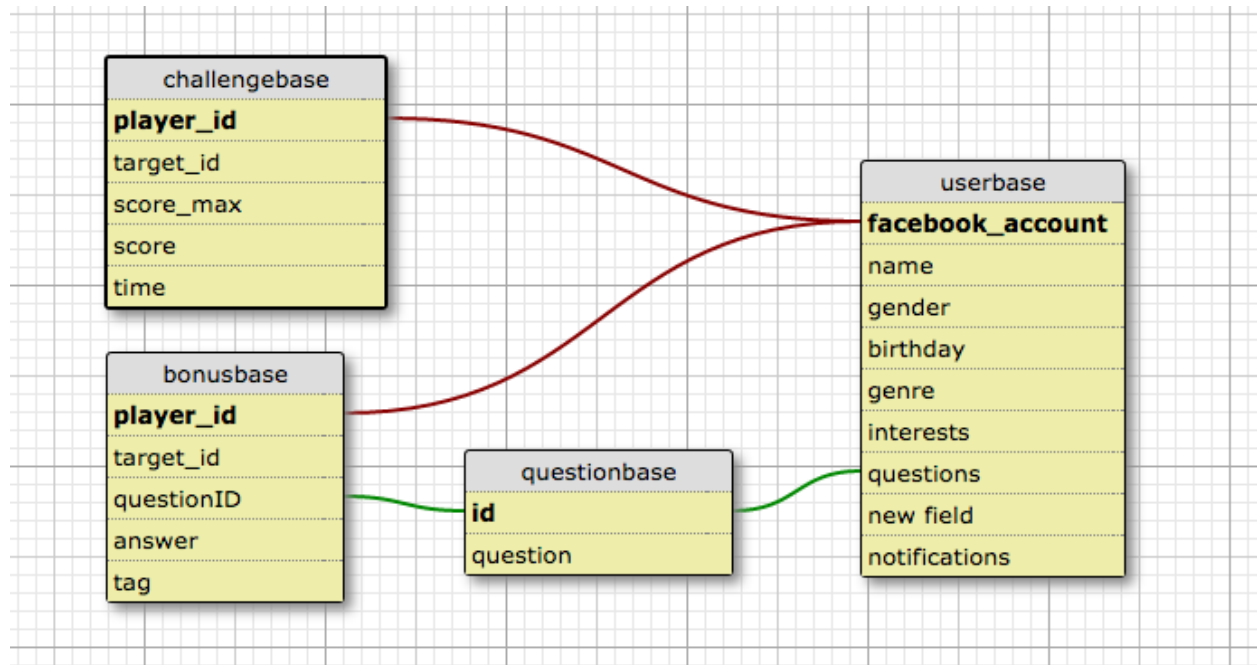 challengebase
player_id
target_id
score_max
score
time
bonusbase
player_id
target_id
questionID
answer
tag
questionbase
id
question
userbase
facebook_account
name
gender
birthday
genre
interests
questions
new field
notifications